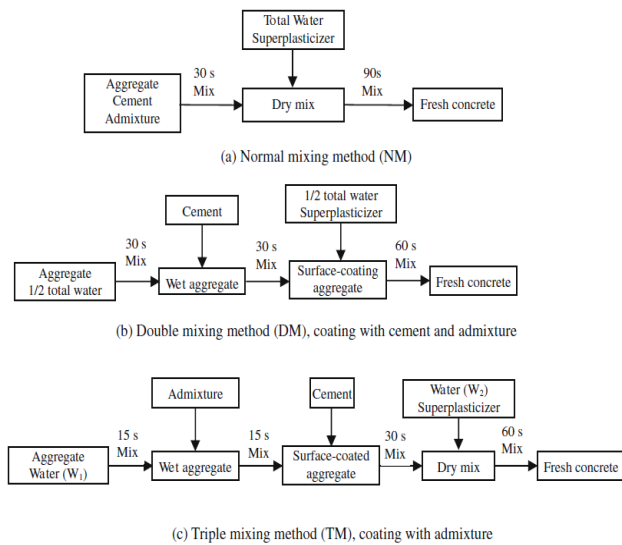 Total Water
Superplasticizer
30 s
Mix
90s
Mix
Aggregate
Cement
Admixture
Dry mix
Fresh concrete
(a) Normal mixing method (NM)
Cement
1/2 total water
Superplasticizer
30 s
Mix
30 s
Mix
60 s
Mix
Aggregate
1/2 total water
Wet aggregate
Surface-coating
aggregate
Fresh concrete
(b) Double mixing method (DM), coating with cement and admixture
Admixture
Cement
Water (W₂)
Superplasticizer
15 s
Mix
15 s
Mix
30 s
Mix
60 s
Mix
Aggregate
Water (W₁)
Wet aggregate
Surface-coated
aggregate
Dry mix
Fresh concrete
(c) Triple mixing method (TM), coating with admixture